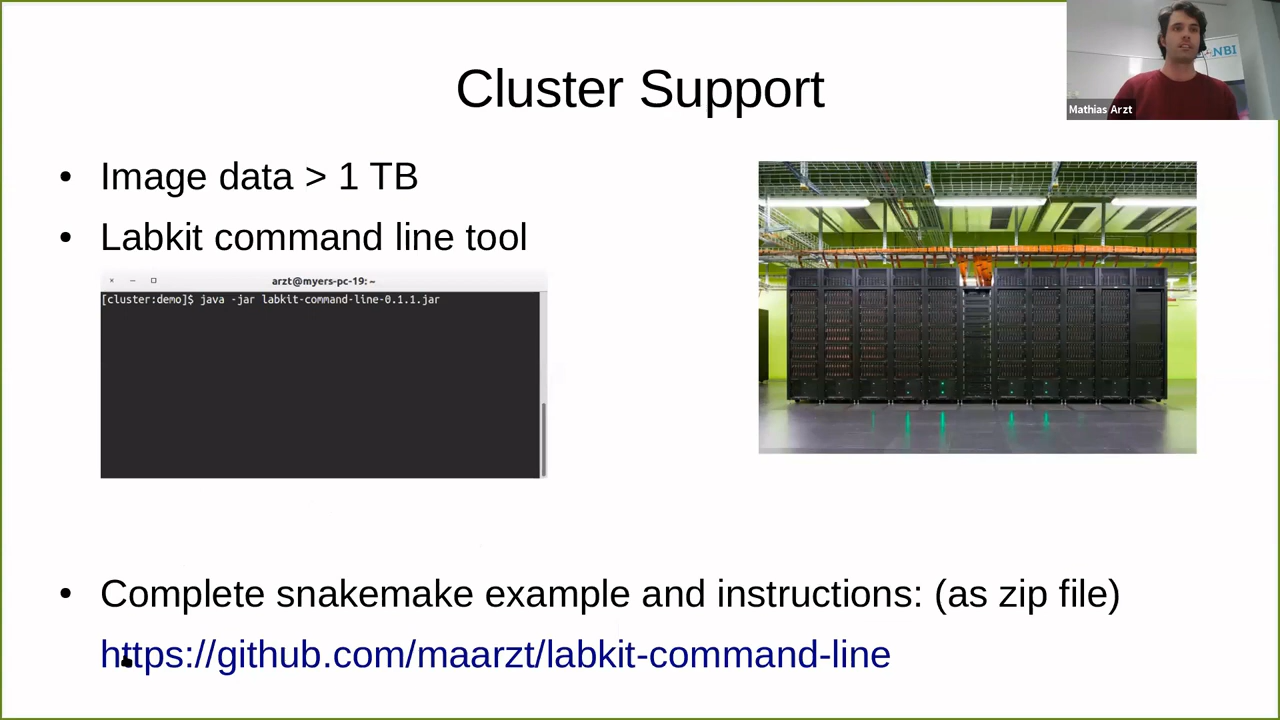 Cluster Support
NBI
Mathias Arzt
• Image data > 1 TB
• Labkit command line tool
arzt@myers-pc-19: ~
[cluster:demo]$ java -jar labkit-command-line-0.1.1.jar
• Complete snakemake example and instructions: (as zip file)
https://github.com/maarzt/labkit-command-line